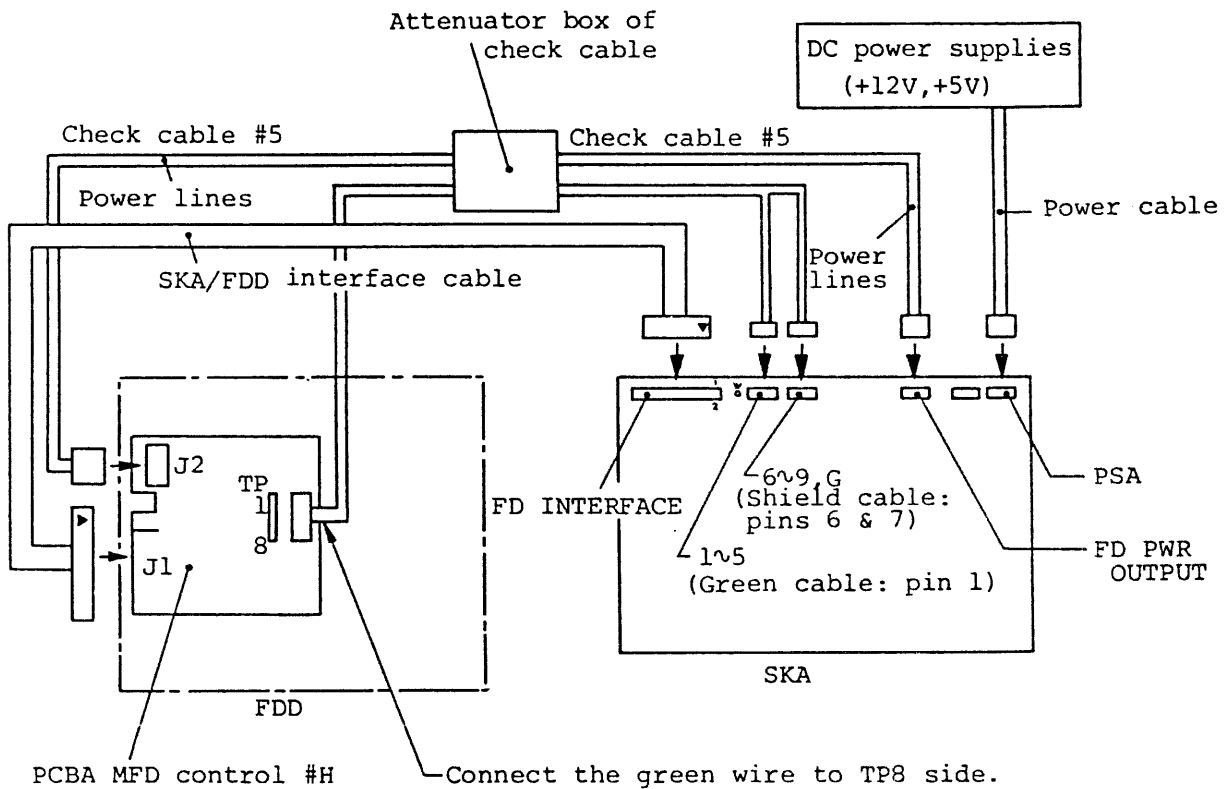 Attenuator box of
check cable
DC power supplies
(+12V,+5V)
Check cable #5
Check cable #5
Power lines
Power cable
Power
lines
SKA/FDD interface cable
1
2
J2
TP
1
8
J1
FD INTERFACE
6~9,G
(Shield cable:
pins 6 & 7)
1~5
(Green cable: pin 1)
PSA
FD PWR
OUTPUT
SKA
FDD
PCBA MFD control #H
Connect the green wire to TP8 side.